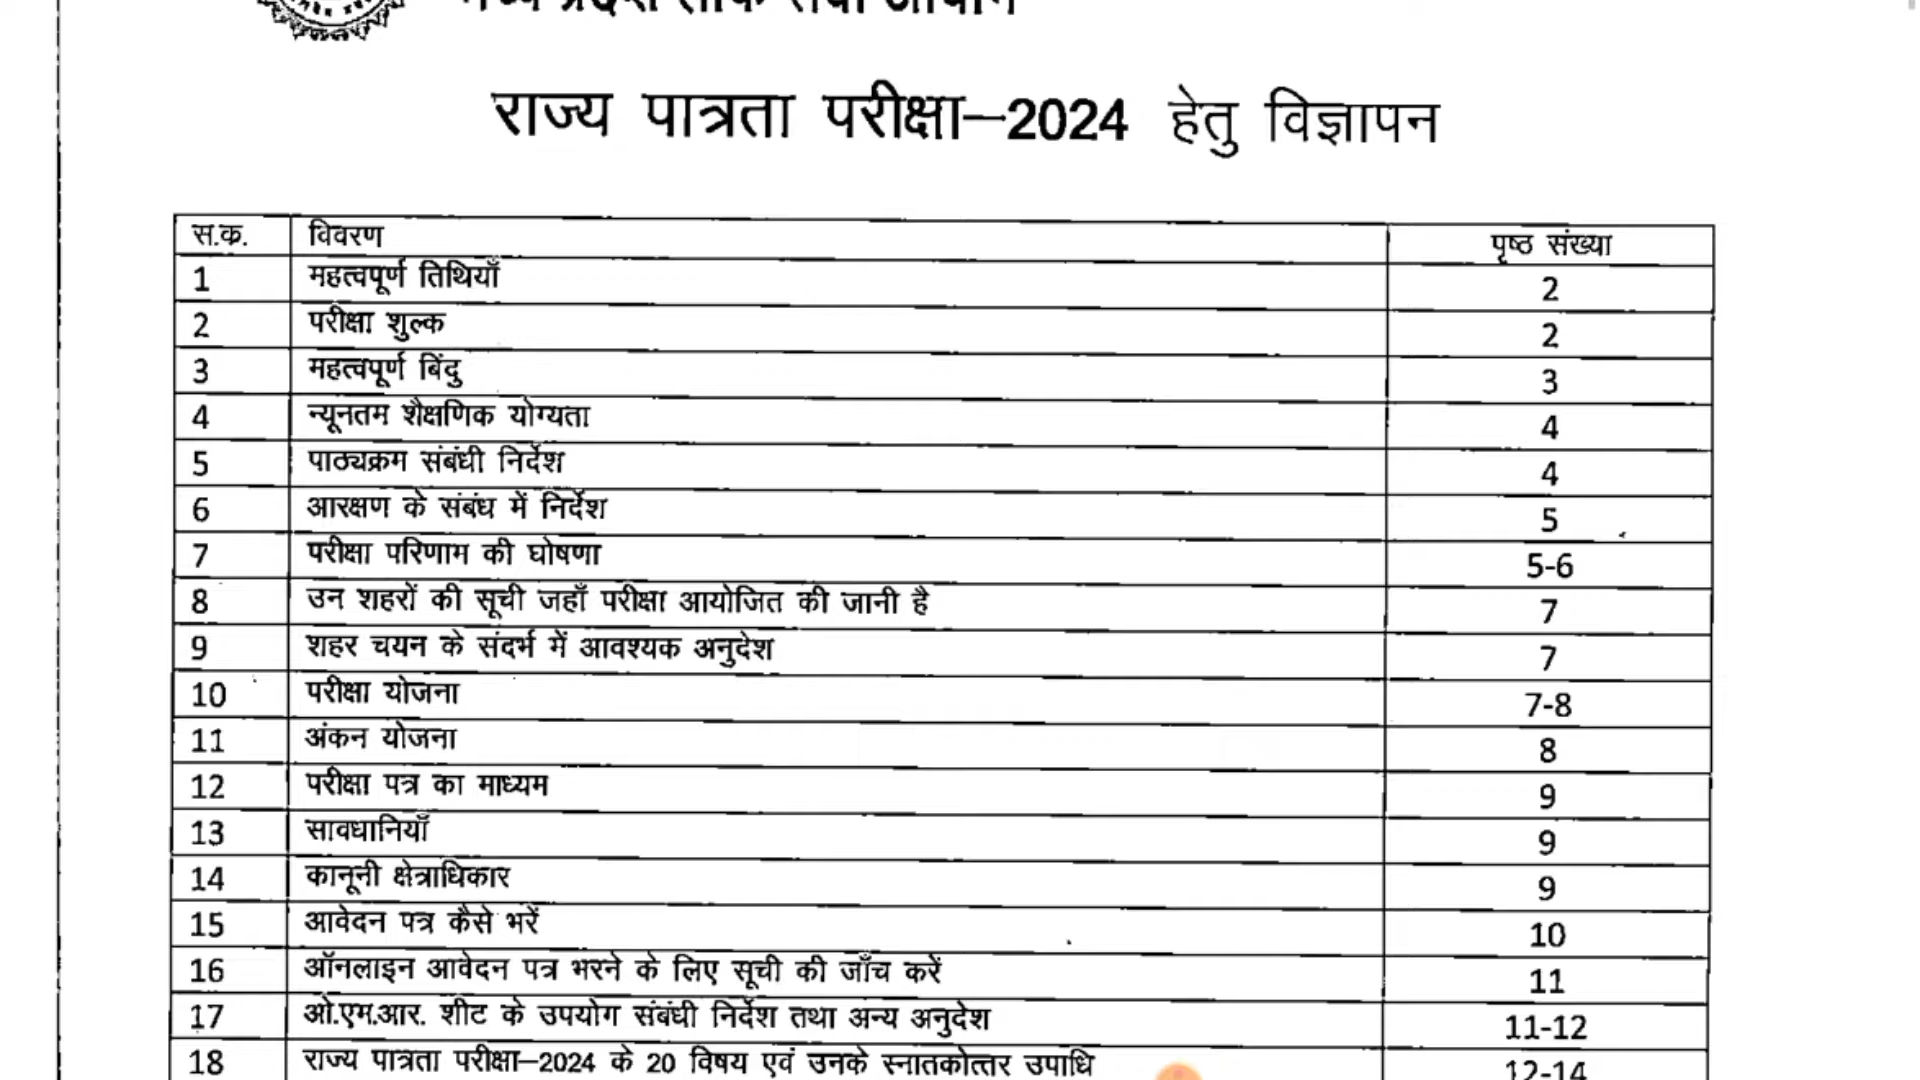 मध्य प्रदेश लोक सेवा आयोग
राज्य पात्रता परीक्षा–2024 हेतु विज्ञापन
स.क. विवरण पृष्ठ संख्या
1 महत्वपूर्ण तिथियाँ 2
2 परीक्षा शुल्क 2
3 महत्वपूर्ण बिंदु 3
4 न्यूनतम शैक्षणिक योग्यता 4
5 पाठ्यक्रम संबंधी निर्देश 4
6 आरक्षण के संबंध में निर्देश 5
7 परीक्षा परिणाम की घोषणा 5-6
8 उन शहरों की सूची जहाँ परीक्षा आयोजित की जानी है 7
9 शहर चयन के संदर्भ में आवश्यक अनुदेश 7
10 परीक्षा योजना 7-8
11 अंकन योजना 8
12 परीक्षा पत्र का माध्यम 9
13 सावधानियाँ 9
14 कानूनी क्षेत्राधिकार 9
15 आवेदन पत्र कैसे भरें 10
16 ऑनलाइन आवेदन पत्र भरने के लिए सूची की जाँच करें 11
17 ओ.एम.आर. शीट के उपयोग संबंधी निर्देश तथा अन्य अनुदेश 11-12
18 राज्य पात्रता परीक्षा–2024 के 20 विषय एवं उनके स्नातकोत्तर उपाधि 12-14